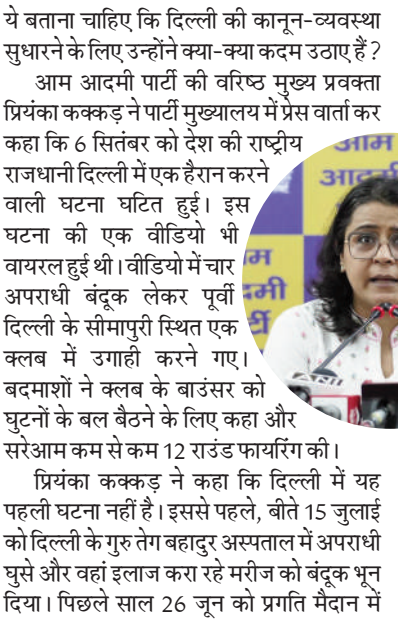 ये बताना चाहिए कि दिल्ली की कानून-व्यवस्था
सुधारने के लिए उन्होंने क्या-क्या कदम उठाए हैं ?
आम आदमी पार्टी की वरिष्ठ मुख्य प्रवक्ता
प्रियंका कक्कड़ ने पार्टी मुख्यालय में प्रेस वार्ता कर
कहा कि 6 सितंबर को देश की राष्ट्रीय
राजधानी दिल्ली में एक हैरान करने
वाली घटना घटित हुई। इस
घटना की एक वीडियो भी
वायरल हुई थी। वीडियो में चार
अपराधी बंदूक लेकर पूर्वी
दिल्ली के सीमापुरी स्थित एक
क्लब में उगाही करने गए।
बदमाशों ने क्लब के बाउंसर को
घुटनों के बल बैठने के लिए कहा और
सरेआम कम से कम 12 राउंड फायरिंग की।
प्रियंका कक्कड़ ने कहा कि दिल्ली में यह
पहली घटना नहीं है। इससे पहले, बीते 15 जुलाई
को दिल्ली के गुरु तेग बहादुर अस्पताल में अपराधी
घुसे और वहां इलाज करा रहे मरीज को बंदूक भून
दिया। पिछले साल 26 जून को प्रगति मैदान में
आम
आदमी
ANI